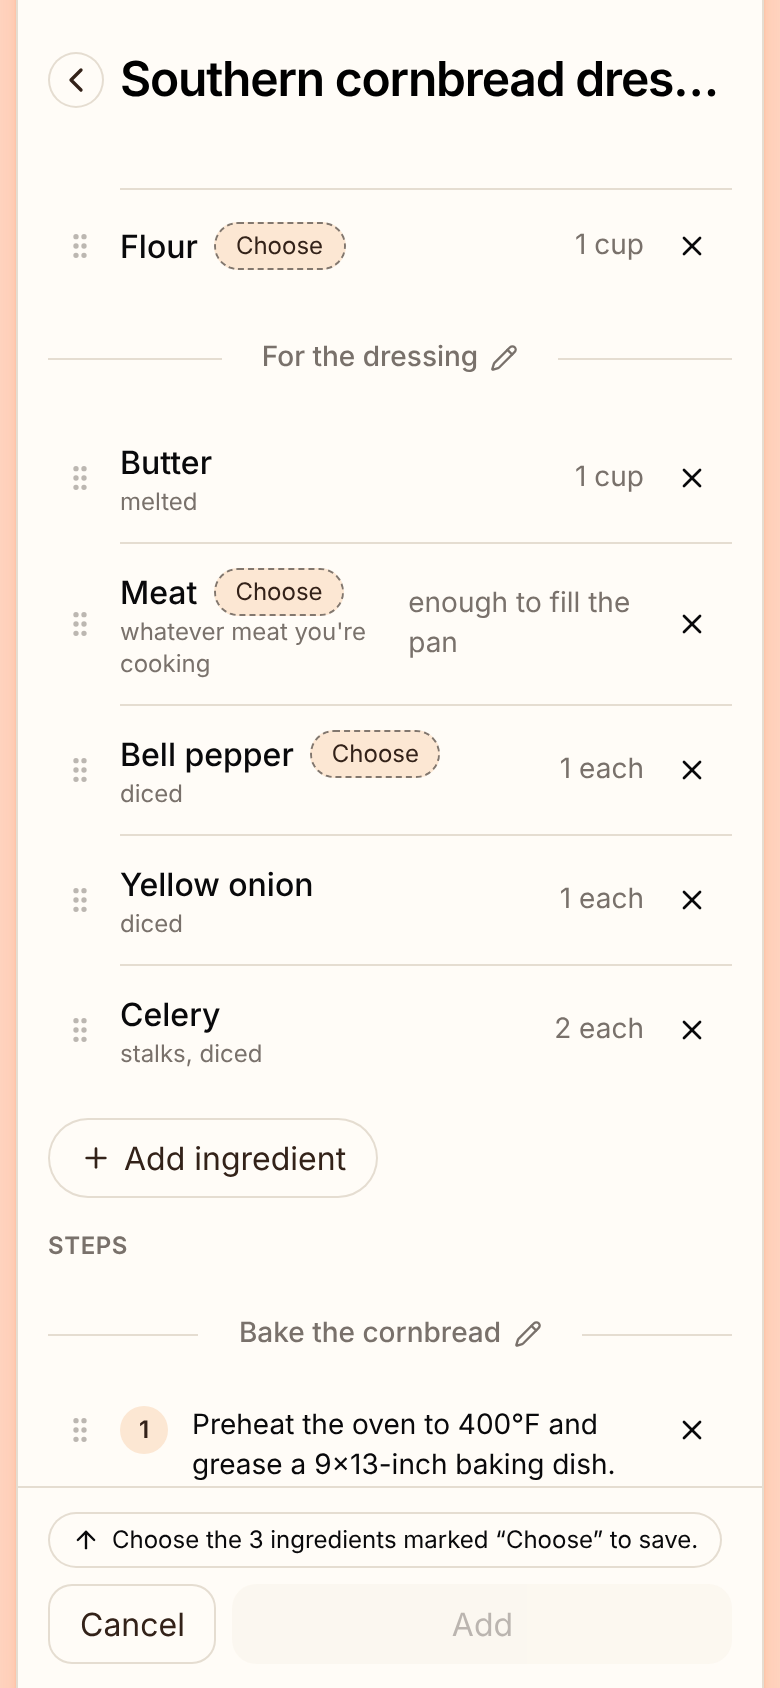 Southern cornbread dres...
Flour Choose 1 cup
For the dressing
Butter 1 cup
melted
Meat Choose enough to fill the pan
whatever meat you're
cooking
Bell pepper Choose 1 each
diced
Yellow onion 1 each
diced
Celery 2 each
stalks, diced
+ Add ingredient
STEPS
Bake the cornbread
1 Preheat the oven to 400°F and
grease a 9×13-inch baking dish.
↑ Choose the 3 ingredients marked “Choose” to save.
Cancel Add